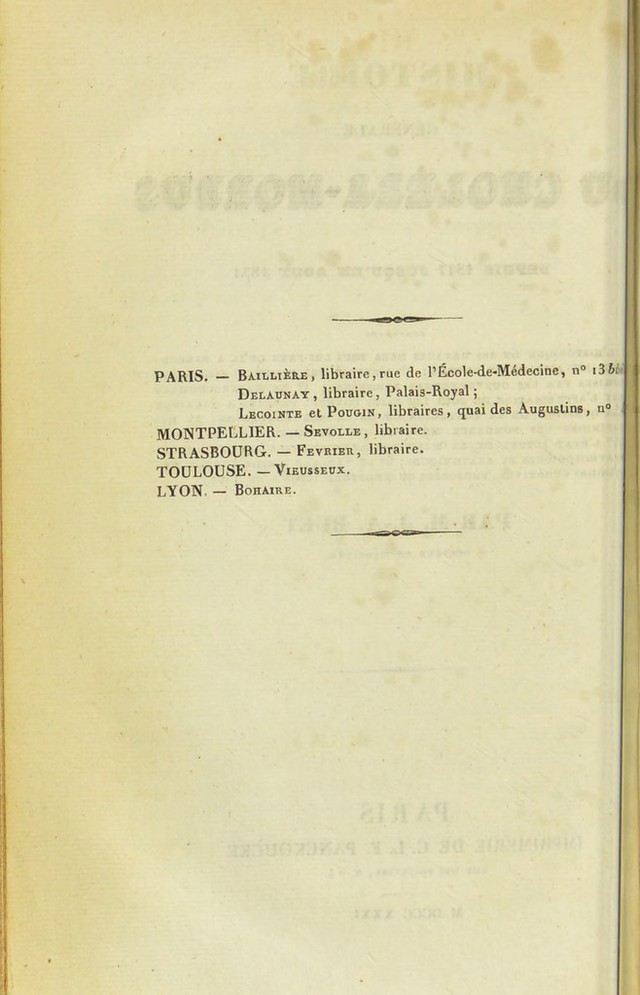 PARIS. — BAILLIÈRE, libraire, rue de l'École-de-Médecine, n° 13 bis
DELAUNAY, libraire, Palais-Royal;
LECOINTE et POUGIN, libraires, quai des Augustins, n°
MONTPELLIER. — SEVOLLE, libraire.
STRASBOURG. — FEVRIER, libraire.
TOULOUSE. — VIEUSSEUX.
LYON. — BOHAIRE.